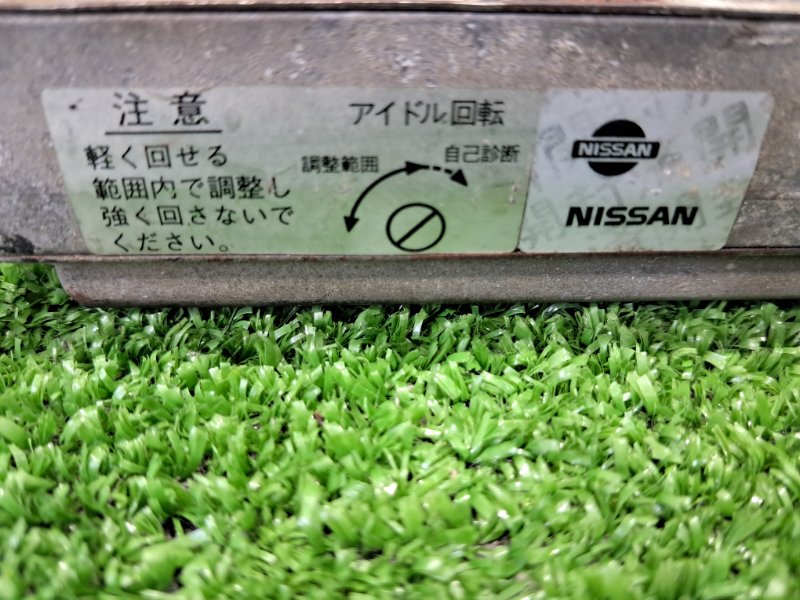 注意
軽く回せる
範囲内で調整し
強く回さないで
ください。
アイドル回転
調整範囲
自己診断
NISSAN
NISSAN